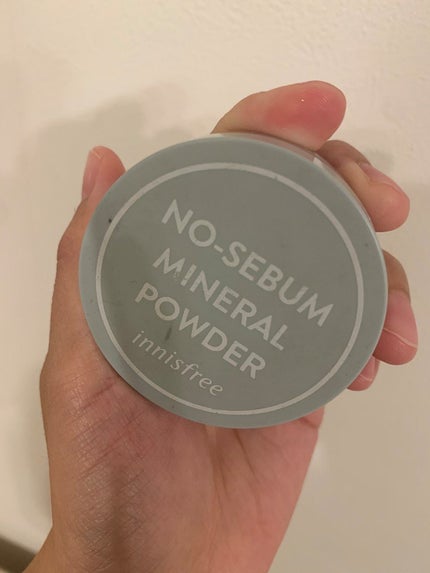 NO-SEBUM
MINERAL
POWDER
innisfree